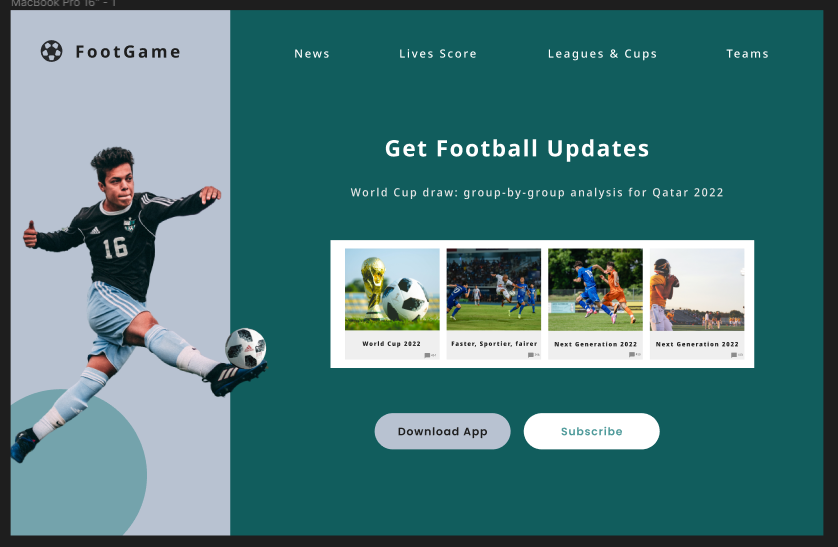 MacBook Pro 16" - 1
FootGame
News
Lives Score
Leagues & Cups
Teams
Get Football Updates
World Cup draw: group-by-group analysis for Qatar 2022
16
World Cup 2022
Faster, Sportier, fairer
Next Generation 2022
Next Generation 2022
Download App
Subscribe